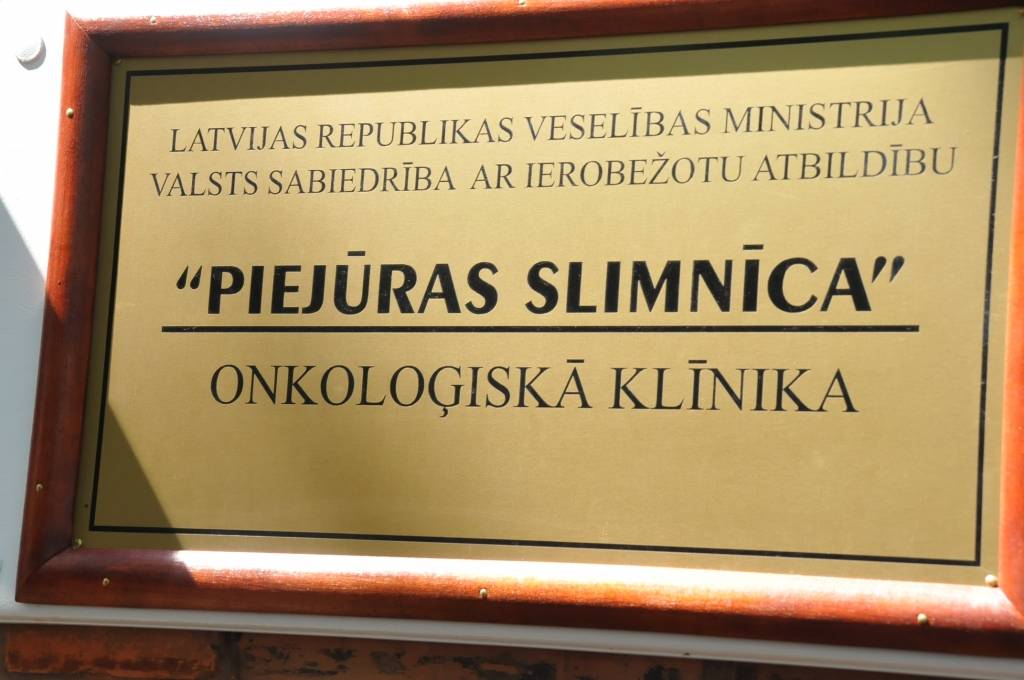 LATVIJAS REPUBLIKAS VESELĪBAS MINISTRIJA
VALSTS SABIEDRĪBA AR IEROBEŽOTU ATBILDĪBU
“PIEJŪRAS SLIMNĪCA”
ONKOLOĢISKĀ KLĪNIKA